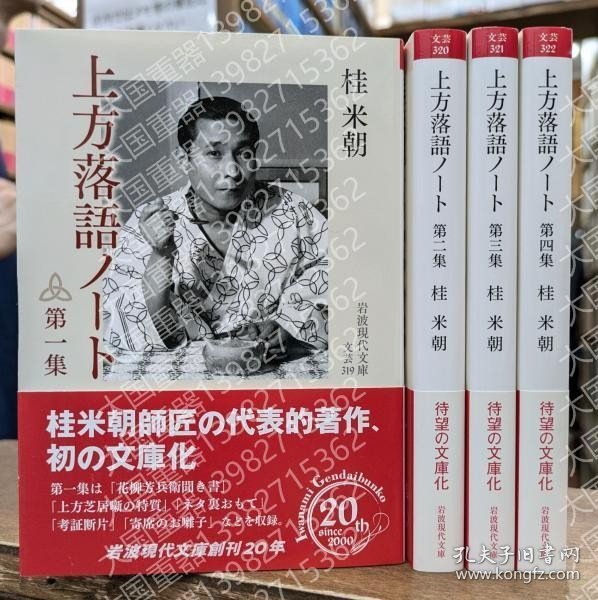 上方落語ノート
第一集
桂米朝
岩波現代文庫
文芸319
桂米朝師匠の代表的著作、
初の文庫化
第一集は「花柳芳兵衛聞き書」
「上方芝居噺の特質」「ネタ裏おもて」
「考証断片」「寄席のお囃子」などを収録。
岩波現代文庫創刊20年
Iwanami Gendaibunko
20th
since
2000
文芸
320
上方落語ノート 第二集 桂 米朝
待望の文庫化
岩波現代文庫
文芸
321
上方落語ノート 第三集 桂 米朝
待望の文庫化
岩波現代文庫
文芸
322
上方落語ノート 第四集 桂 米朝
待望の文庫化
岩波現代文庫
大国重器 13982715362
孔夫子旧书网
www.kongfz.com